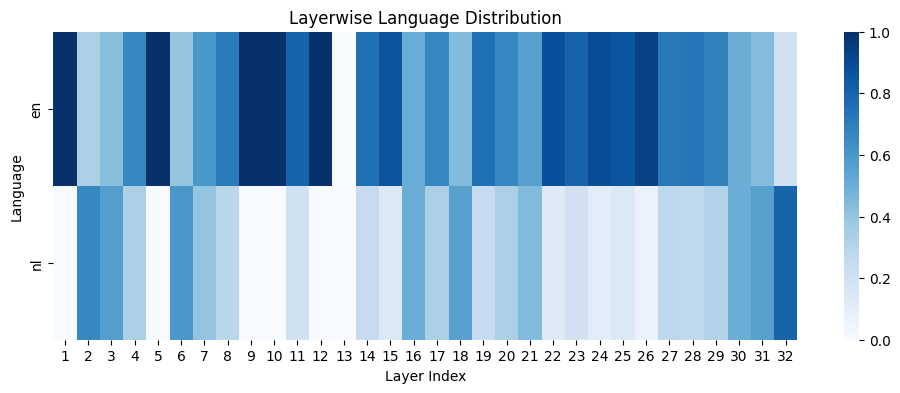 Layerwise Language Distribution
Language
en
nl
1 2 3 4 5 6 7 8 9 10 11 12 13 14 15 16 17 18 19 20 21 22 23 24 25 26 27 28 29 30 31 32
Layer Index
1.0
0.8
0.6
0.4
0.2
0.0